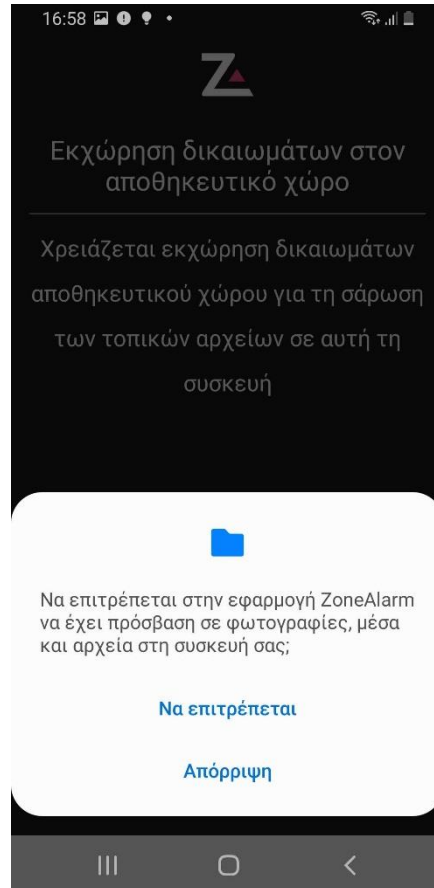 16:58
Εκχώρηση δικαιωμάτων στον
αποθηκευτικό χώρο
Χρειάζεται εκχώρηση δικαιωμάτων
αποθηκευτικού χώρου για τη σάρωση
των τοπικών αρχείων σε αυτή τη
συσκευή
Να επιτρέπεται στην εφαρμογή ZoneAlarm
να έχει πρόσβαση σε φωτογραφίες, μέσα
και αρχεία στη συσκευή σας;
Να επιτρέπεται
Απόρριψη